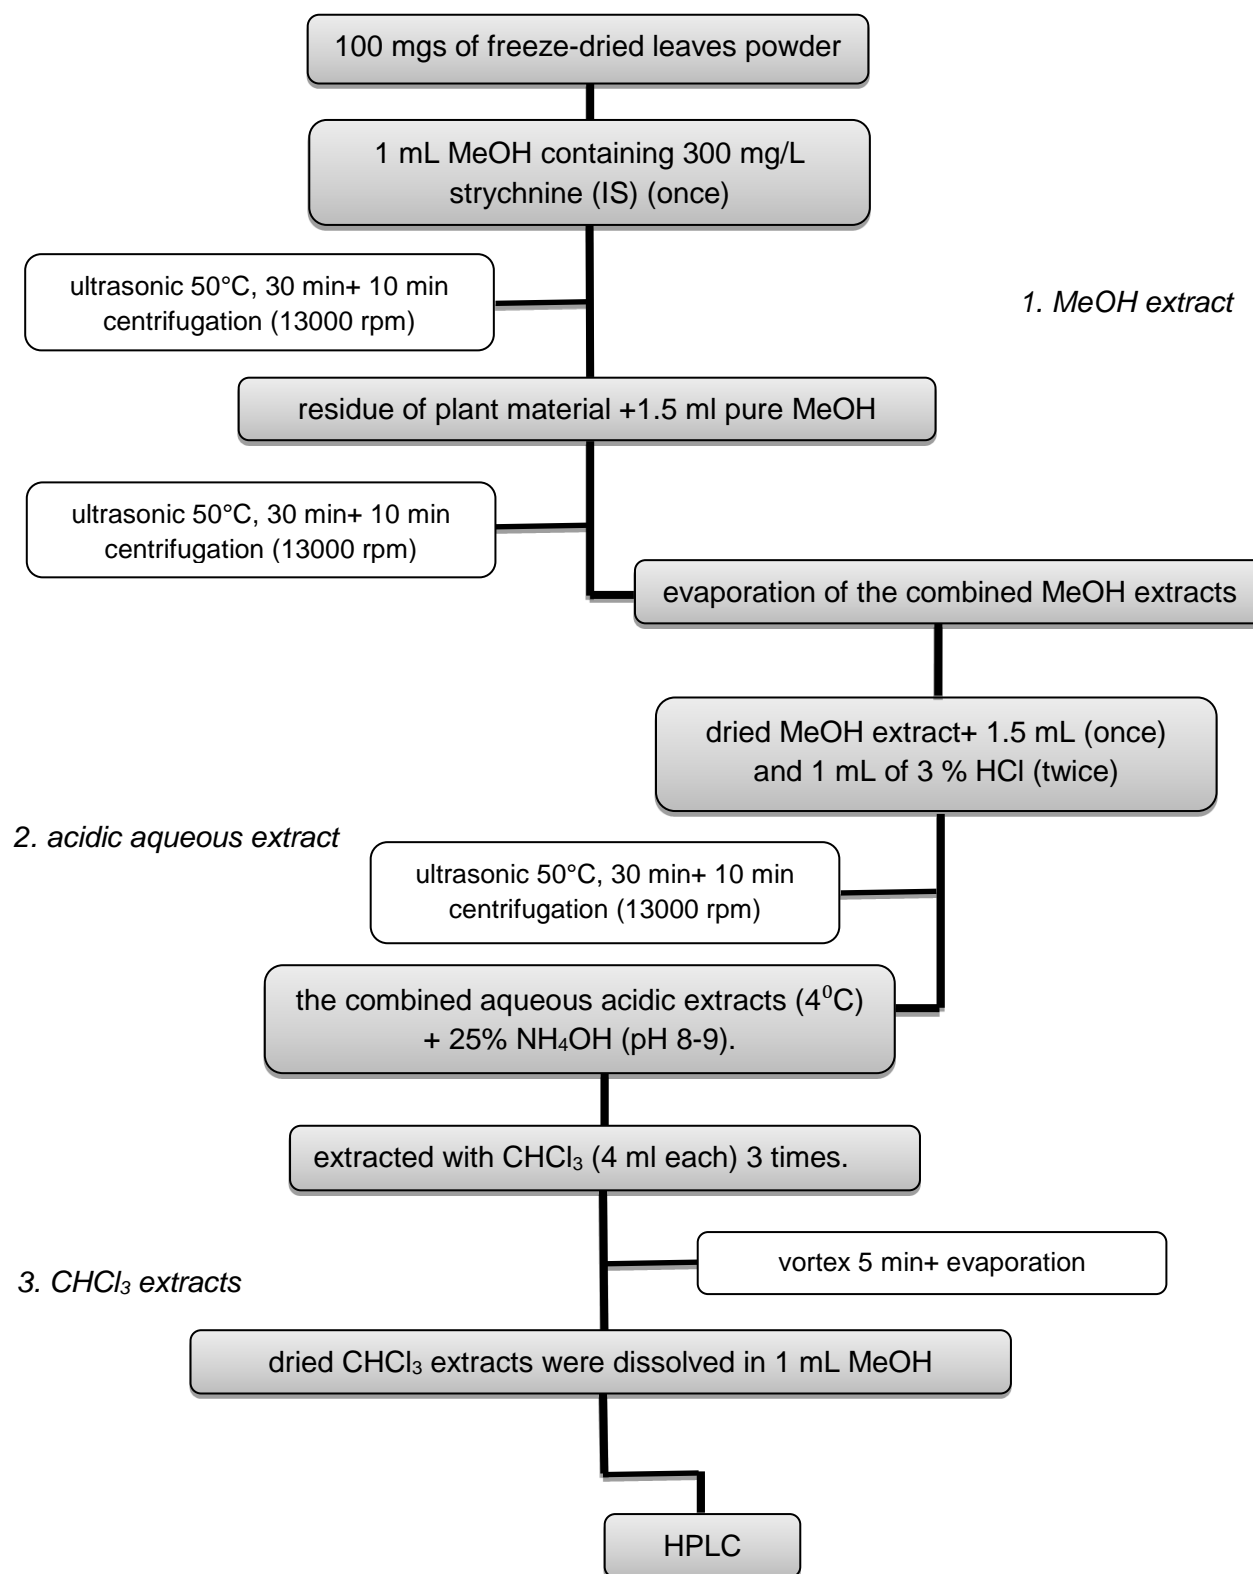 100 mgs of freeze-dried leaves powder
1 mL MeOH containing 300 mg/L
strychnine (IS) (once)
ultrasonic 50°C, 30 min+ 10 min
centrifugation (13000 rpm)
1. MeOH extract
residue of plant material +1.5 ml pure MeOH
ultrasonic 50°C, 30 min+ 10 min
centrifugation (13000 rpm)
evaporation of the combined MeOH extracts
dried MeOH extract+ 1.5 mL (once)
and 1 mL of 3 % HCl (twice)
2. acidic aqueous extract
ultrasonic 50°C, 30 min+ 10 min
centrifugation (13000 rpm)
the combined aqueous acidic extracts (4⁰C)
+ 25% NH₄OH (pH 8-9).
extracted with CHCl₃ (4 ml each) 3 times.
vortex 5 min+ evaporation
3. CHCl₃ extracts
dried CHCl₃ extracts were dissolved in 1 mL MeOH
HPLC